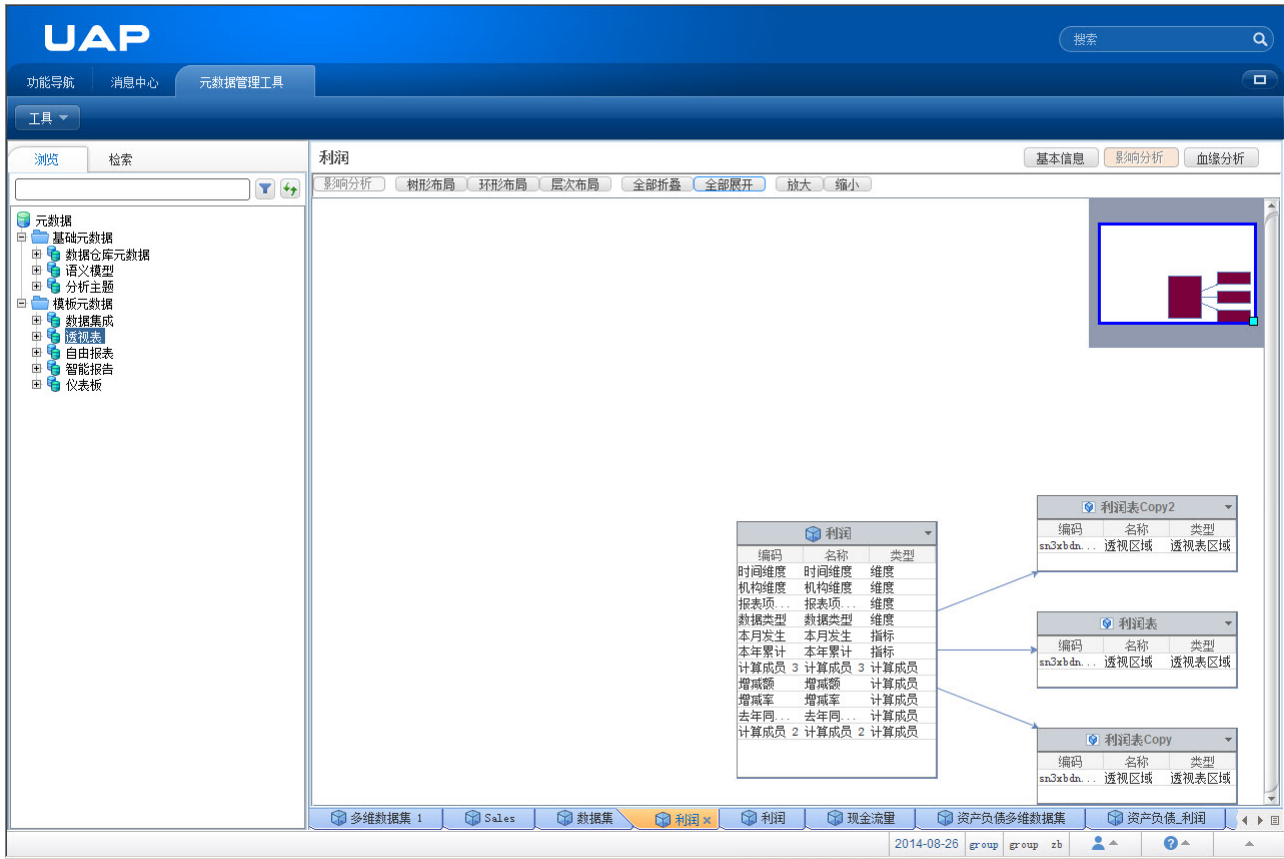 UAP
搜索
功能导航 消息中心 元数据管理工具
工具
浏览 检索
利润 基本信息 影响分析 血缘分析
影响分析 树形布局 环形布局 层次布局 全部折叠 全部展开 放大 缩小
元数据
基础元数据
数据仓库元数据
语义模型
分析主题
模板元数据
数据集成
透视表
自由报表
智能报告
仪表板
利润
编码 名称 类型
时间维度 时间维度 维度
机构维度 机构维度 维度
报表项... 报表项... 维度
数据类型 数据类型 维度
本月发生 本月发生 指标
本年累计 本年累计 指标
计算成员 3 计算成员 3 计算成员
增减额 增减额 计算成员
增减率 增减率 计算成员
去年同... 去年同... 计算成员
计算成员 2 计算成员 2 计算成员
利润表Copy2
编码 名称 类型
sn3xbdn... 透视区域 透视表区域
利润表
编码 名称 类型
sn3xbdn... 透视区域 透视表区域
利润表Copy
编码 名称 类型
sn3xbdn... 透视区域 透视表区域
多维数据集 1 Sales 数据集 利润 × 利润 现金流量 资产负债多维数据集 资产负债_利润
2014-08-26 group group zb